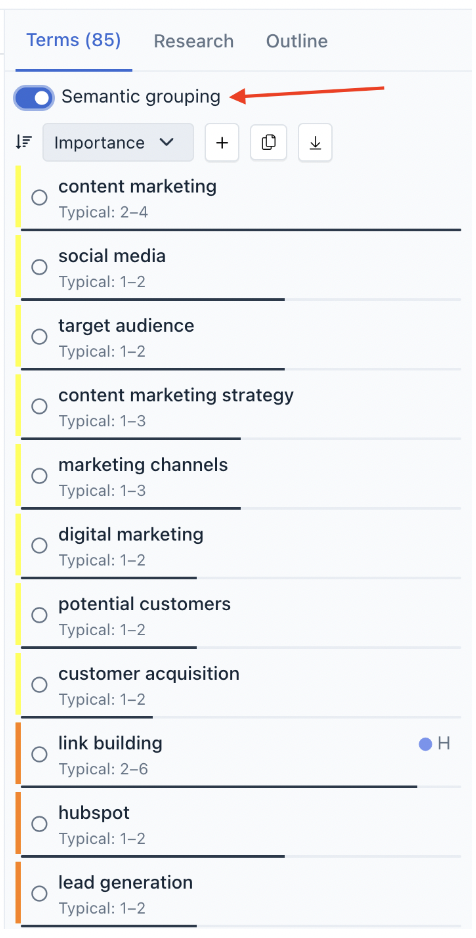 Terms (85) Research Outline
Semantic grouping
Importance +
content marketing
Typical: 2–4
social media
Typical: 1–2
target audience
Typical: 1–2
content marketing strategy
Typical: 1–3
marketing channels
Typical: 1–3
digital marketing
Typical: 1–2
potential customers
Typical: 1–2
customer acquisition
Typical: 1–2
link building H
Typical: 2–6
hubspot
Typical: 1–2
lead generation
Typical: 1–2